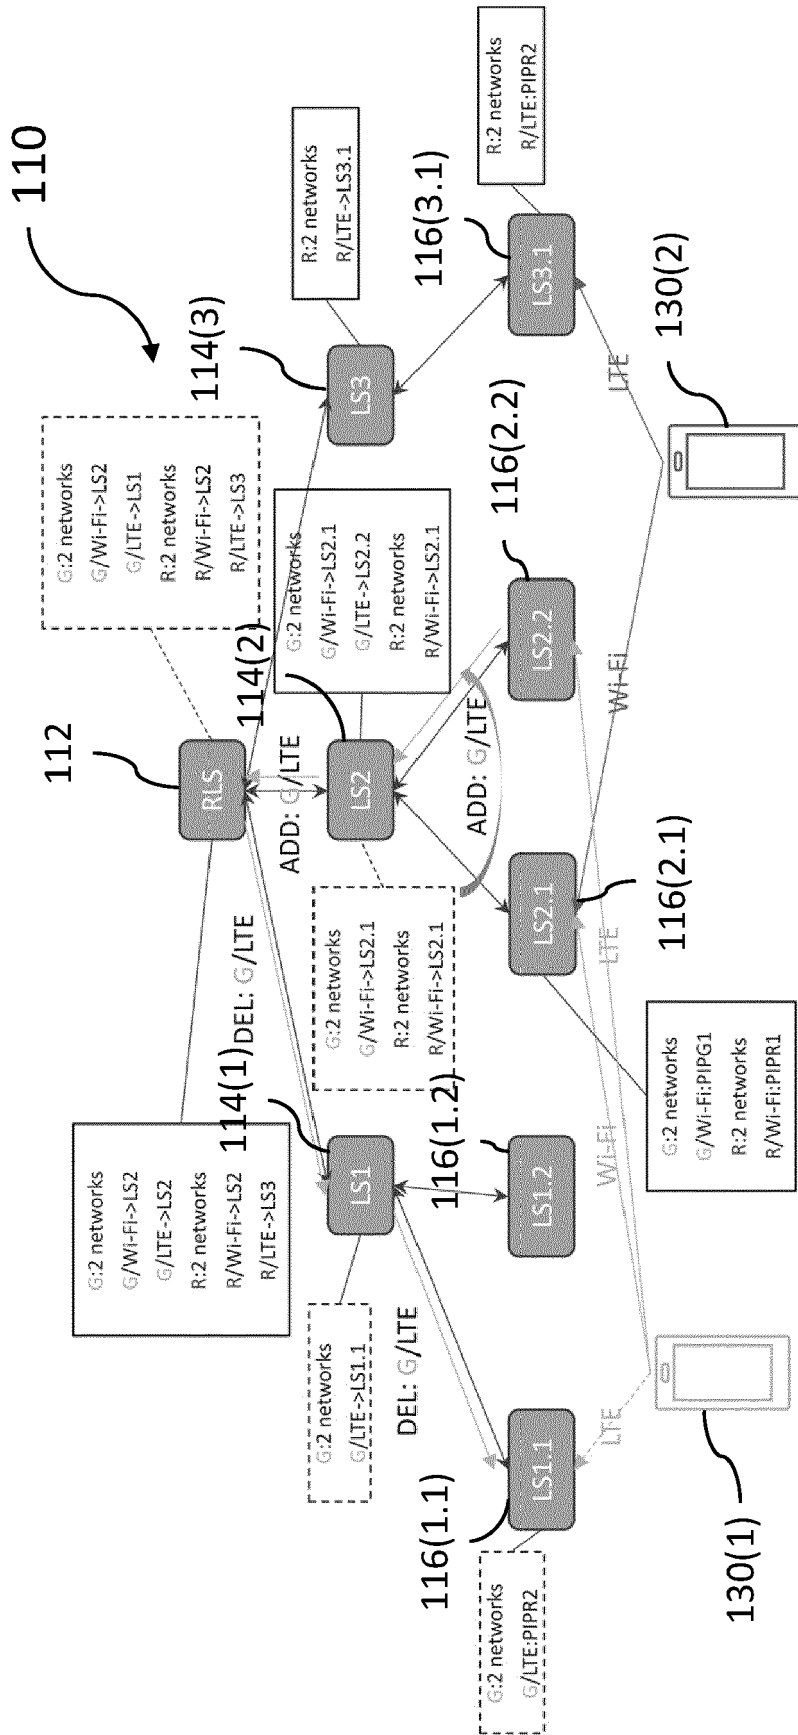 110
112
RLS
G:2 networks
G/Wi-Fi->LS2
G/LTE->LS2
R:2 networks
R/Wi-Fi->LS2
R/LTE->LS3
G:2 networks
G/Wi-Fi->LS2
G/LTE->LS1
R:2 networks
R/Wi-Fi->LS2
R/LTE->LS3
DEL: G/LTE
ADD: G/LTE
114(1)
LS1
G:2 networks
G/LTE->LS1.1
114(2)
LS2
G:2 networks
G/Wi-Fi->LS2.1
R:2 networks
R/Wi-Fi->LS2.1
G:2 networks
G/Wi-Fi->LS2.1
G/LTE->LS2.2
R:2 networks
R/Wi-Fi->LS2.1
114(3)
LS3
R:2 networks
R/LTE->LS3.1
DEL: G/LTE
ADD: G/LTE
116(1.1)
LS1.1
G:2 networks
G/LTE:PIPR2
116(1.2)
LS1.2
LS2.1
116(2.1)
G:2 networks
G/Wi-Fi:PIPG1
R:2 networks
R/Wi-Fi:PIPR1
116(2.2)
LS2.2
116(3.1)
LS3.1
R:2 networks
R/LTE:PIPR2
LTE
Wi-Fi
LTE
Wi-Fi
LTE
130(1)
130(2)